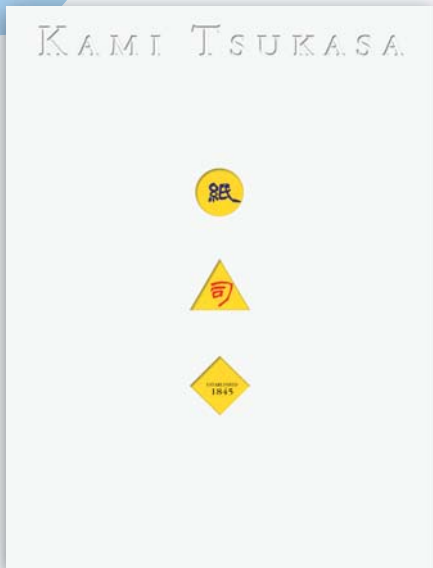 KAMI TSUKASA
紙
司
ESTABLISHED
1845